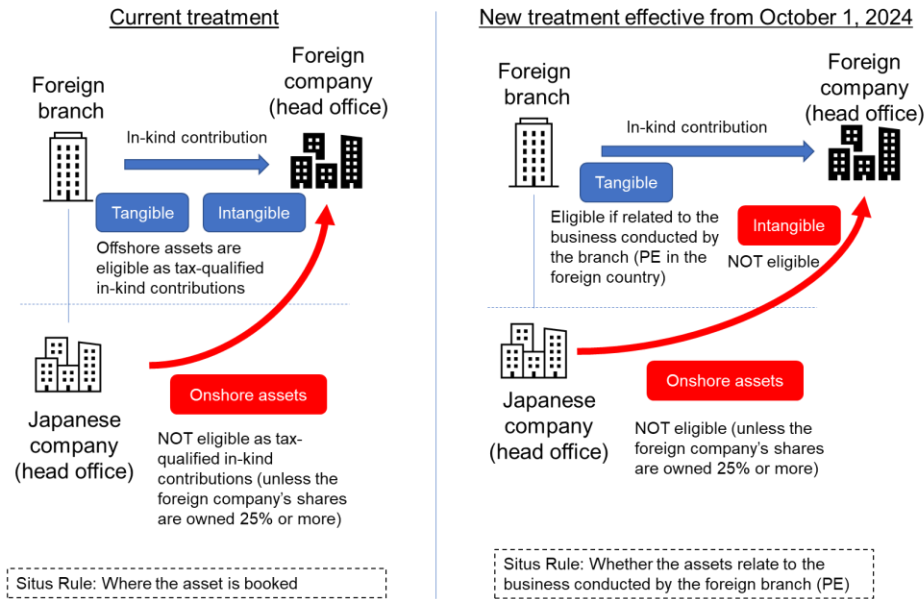 Current treatment
Foreign
branch
Foreign
company
(head office)
In-kind contribution
Tangible
Intangible
Offshore assets are
eligible as tax-qualified
in-kind contributions
Onshore assets
Japanese
company
(head office)
NOT eligible as tax-
qualified in-kind
contributions (unless the
foreign company's shares
are owned 25% or more)
Situs Rule: Where the asset is booked
New treatment effective from October 1, 2024
Foreign
branch
Foreign
company
(head office)
In-kind contribution
Tangible
Eligible if related to the
business conducted by
the branch (PE in the
foreign country)
Intangible
NOT eligible
Onshore assets
Japanese
company
(head office)
NOT eligible (unless the
foreign company's shares
are owned 25% or more)
Situs Rule: Whether the assets relate to the
business conducted by the foreign branch (PE)